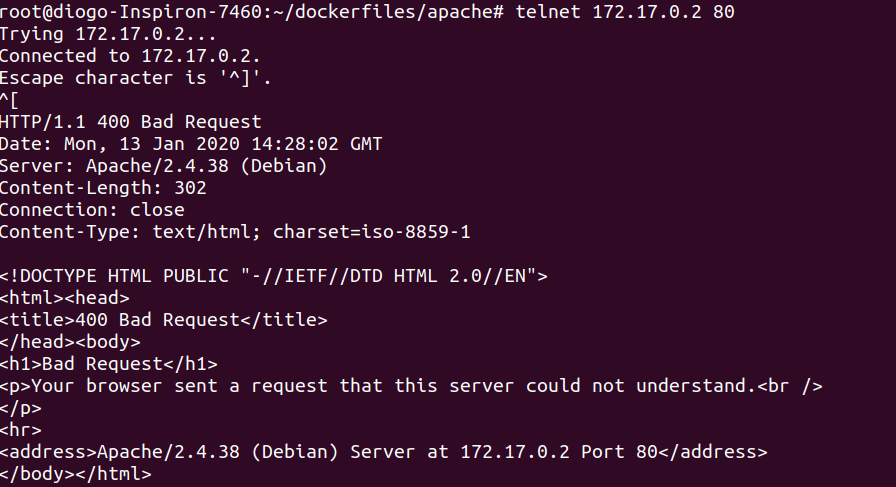 root@diogo-Inspiron-7460:~/dockerfiles/apache# telnet 172.17.0.2 80
Trying 172.17.0.2...
Connected to 172.17.0.2.
Escape character is '^]'.
^[
HTTP/1.1 400 Bad Request
Date: Mon, 13 Jan 2020 14:28:02 GMT
Server: Apache/2.4.38 (Debian)
Content-Length: 302
Connection: close
Content-Type: text/html; charset=iso-8859-1

<!DOCTYPE HTML PUBLIC "-//IETF//DTD HTML 2.0//EN">
<html><head>
<title>400 Bad Request</title>
</head><body>
<h1>Bad Request</h1>
<p>Your browser sent a request that this server could not understand.<br />
</p>
<hr>
<address>Apache/2.4.38 (Debian) Server at 172.17.0.2 Port 80</address>
</body></html>